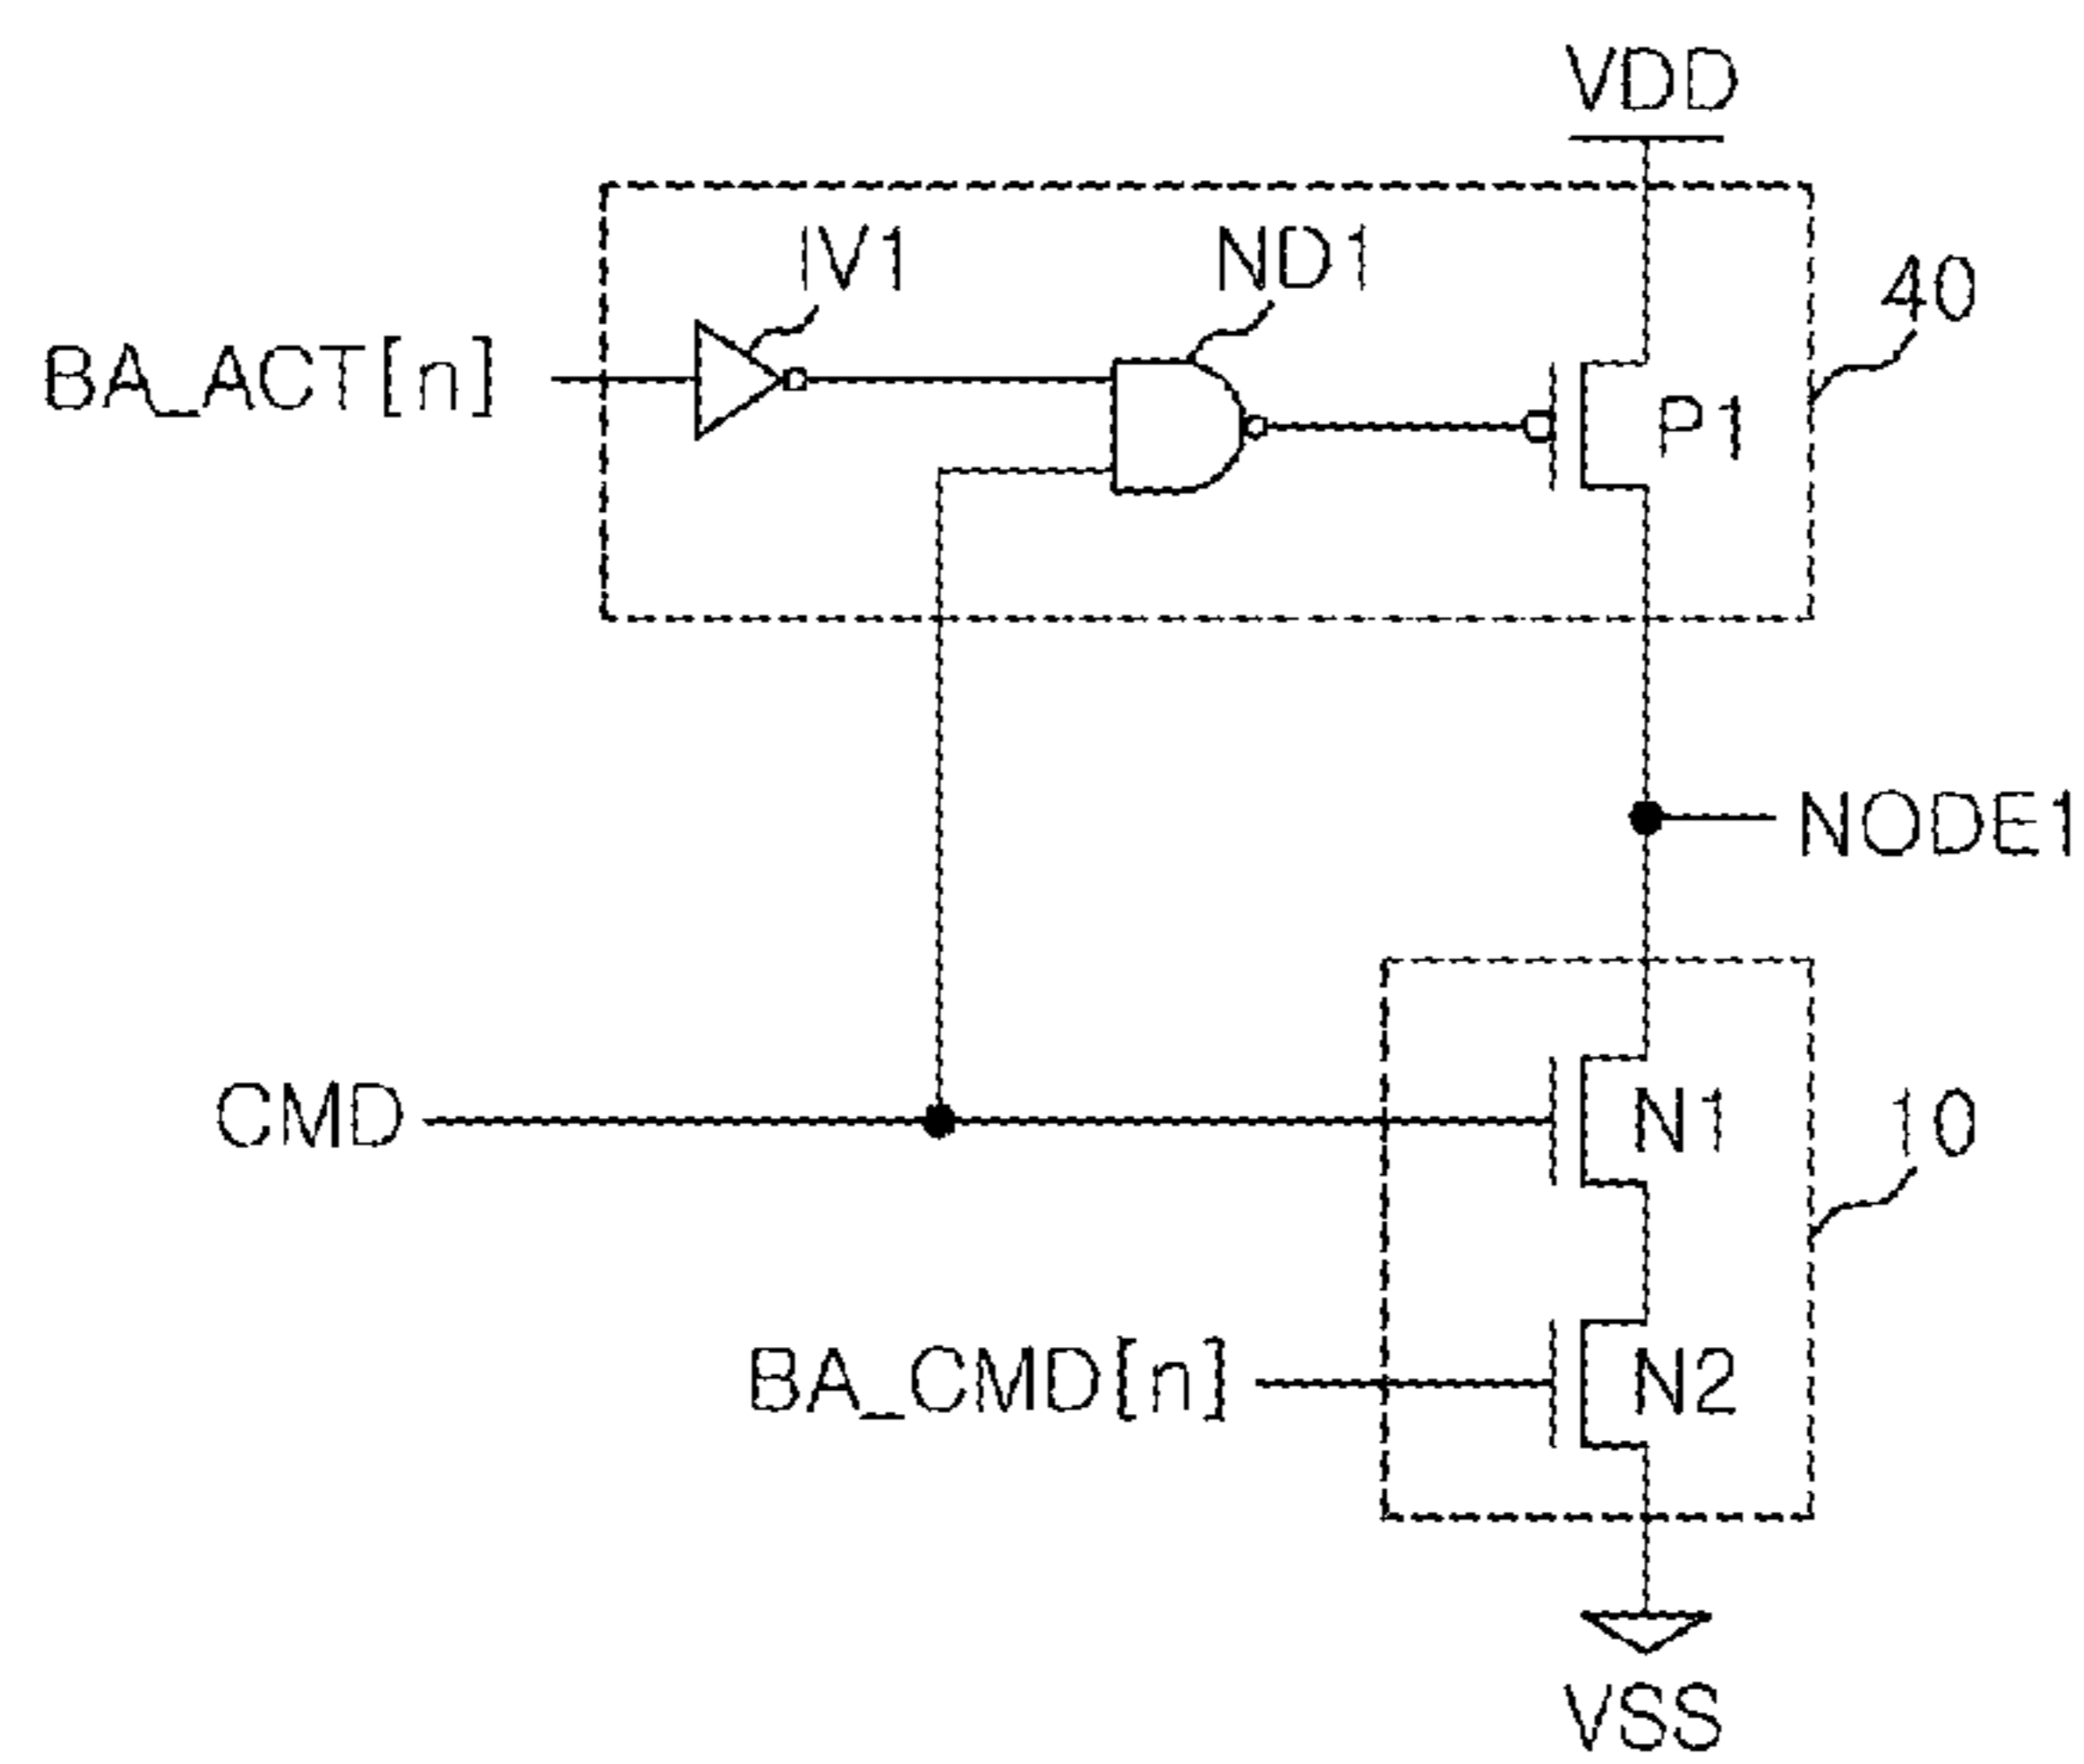 VDD
IV1
ND1
40
BA_ACT[n]
P1
NODE1
CMD
N1
10
BA_CMD[n]
N2
VSS